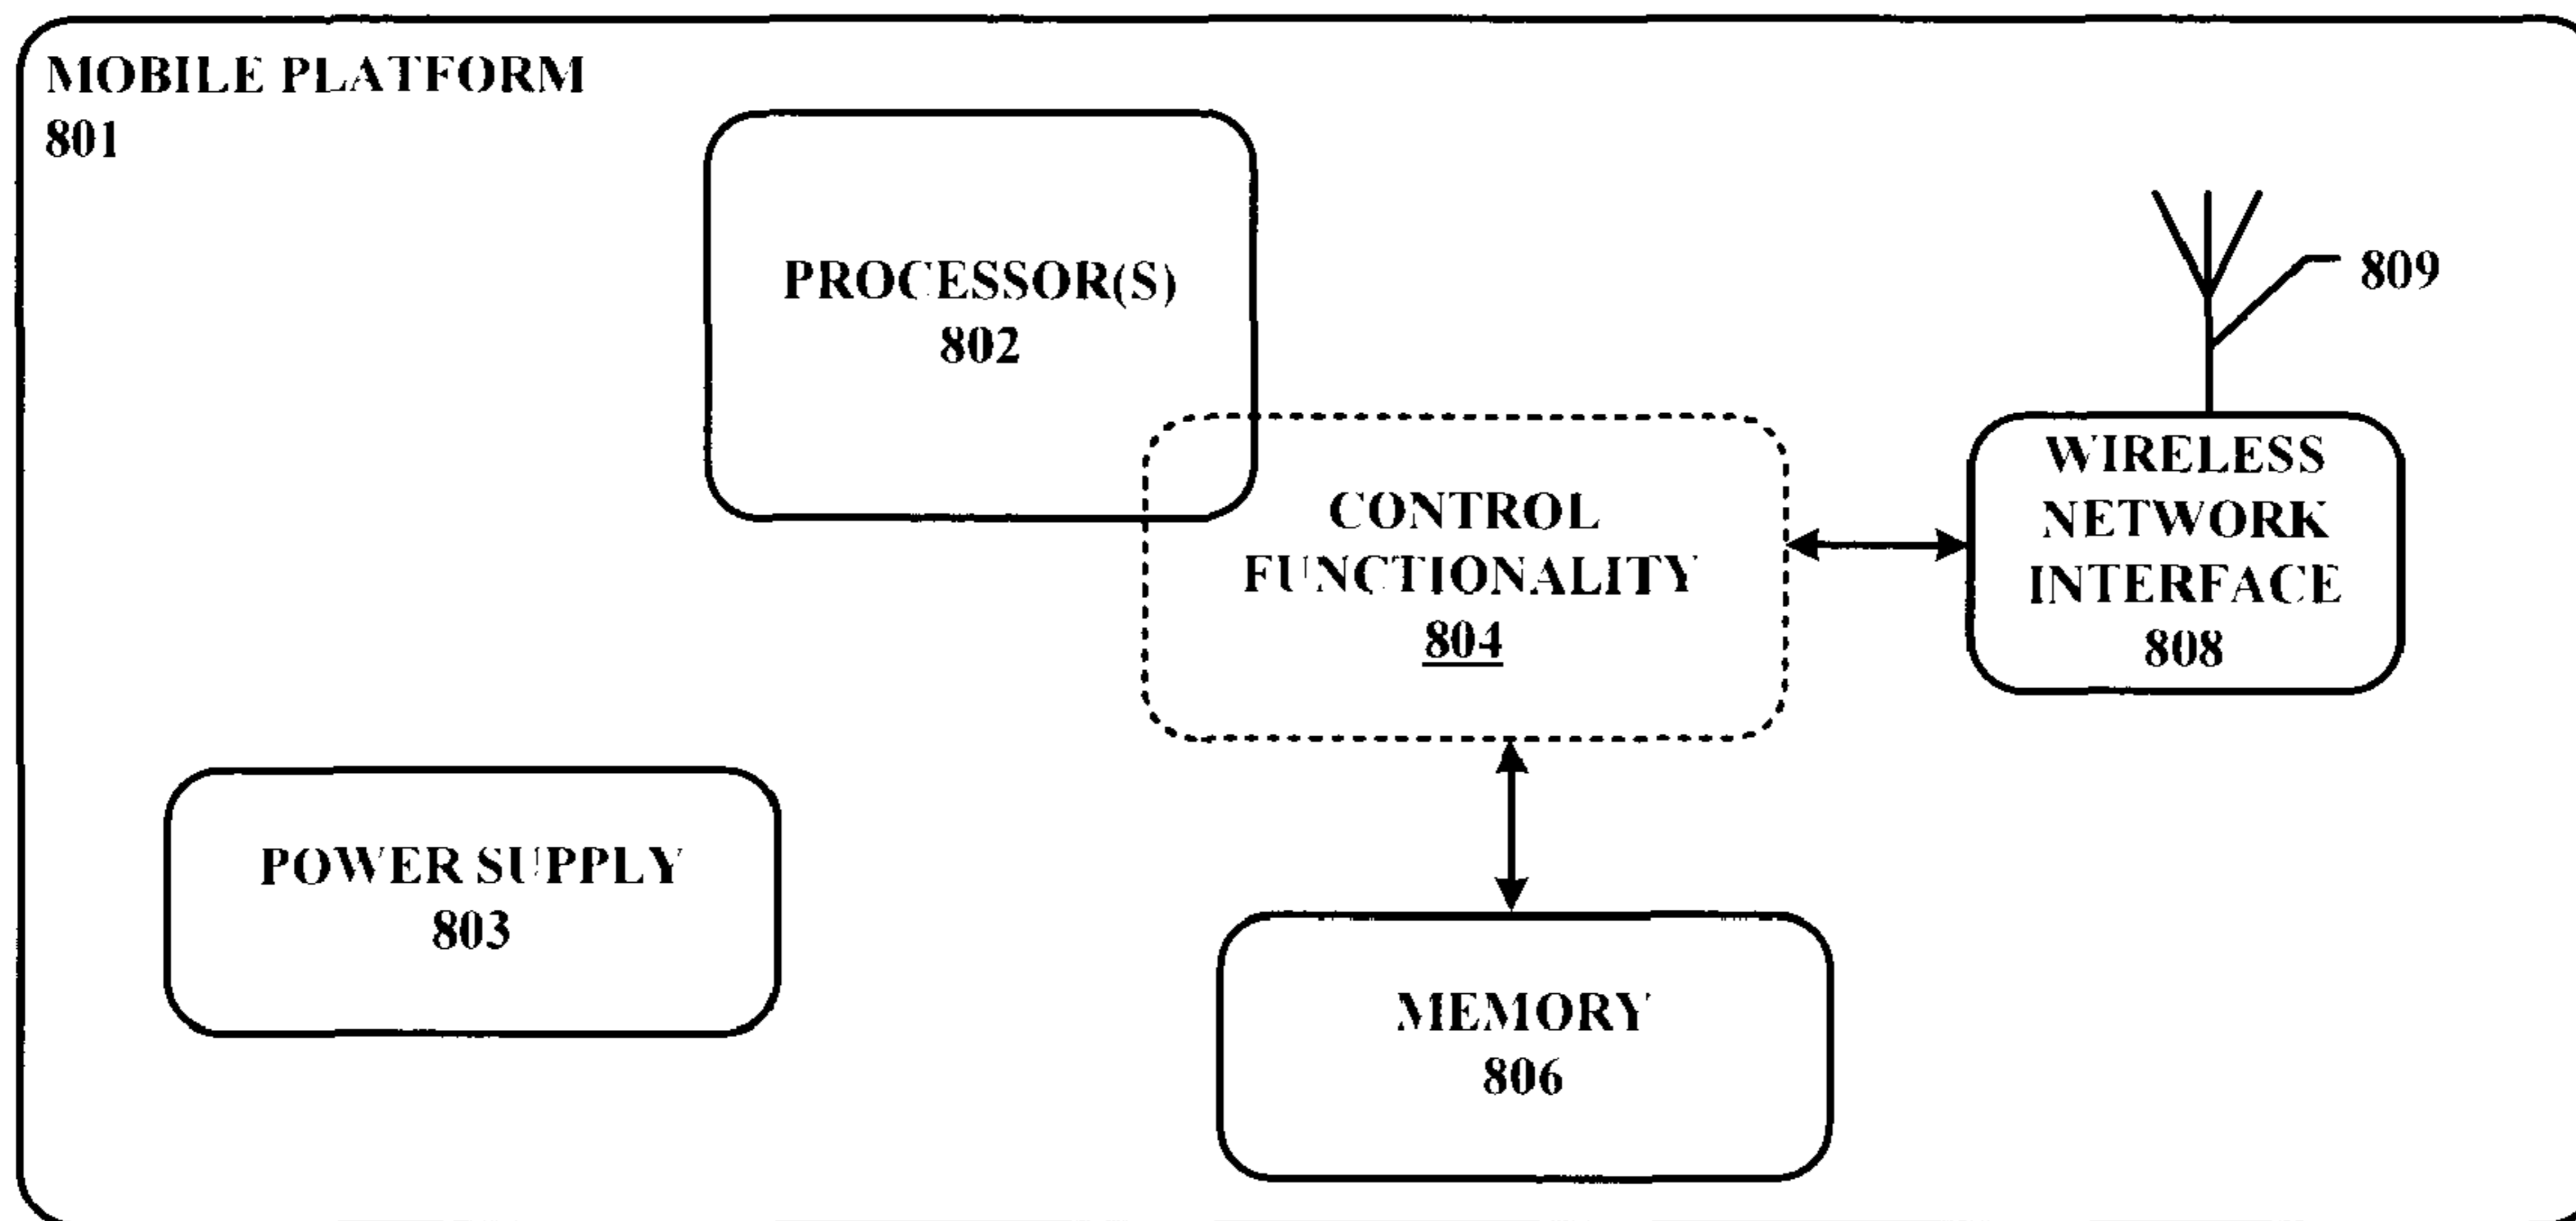 MOBILE PLATFORM
801
PROCESSOR(S)
802
809
WIRELESS
NETWORK
INTERFACE
808
CONTROL
FUNCTIONALITY
804
POWER SUPPLY
803
MEMORY
806